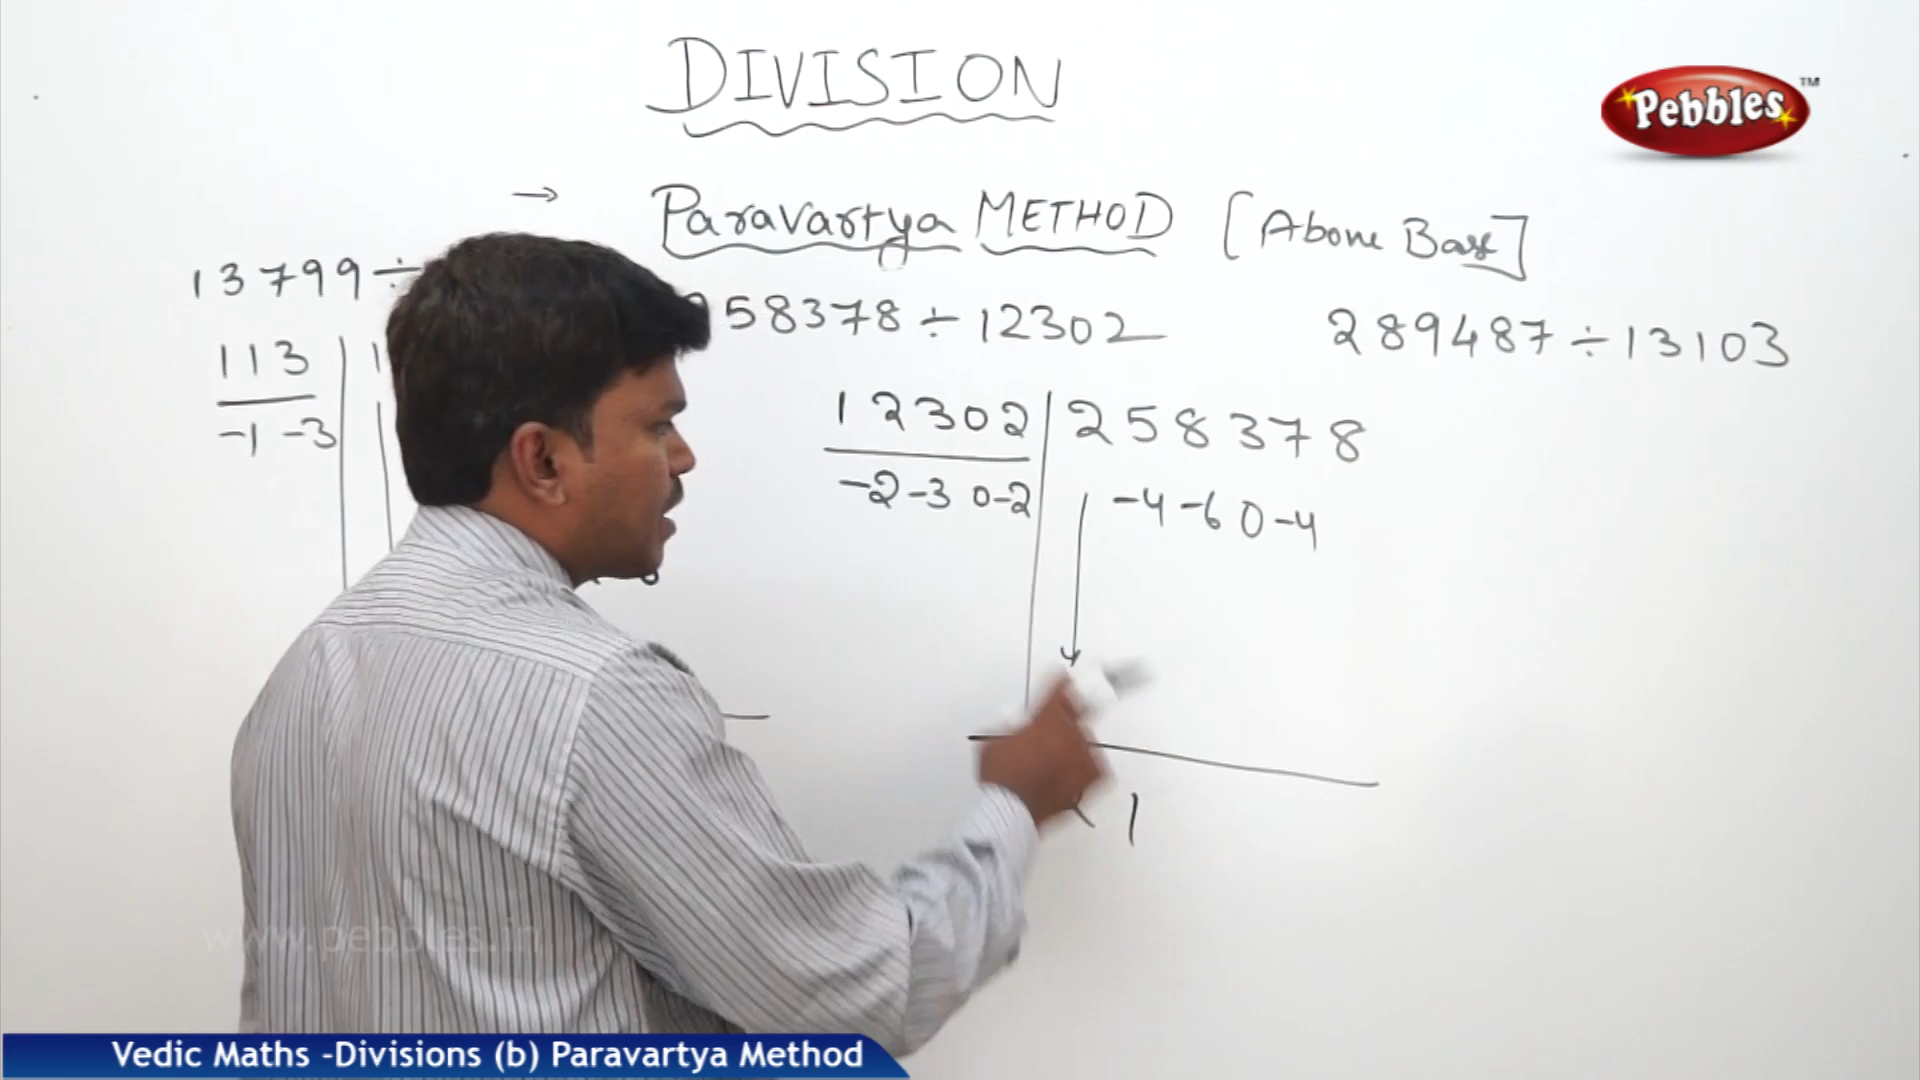 DIVISION
Pebbles™
→ Paravartya METHOD [Above Base]
13799÷
58378÷12302
289487÷13103
113
-1 -3
12302 258378
-2 -3 0 -2 -4 -6 0 -4
1
www.pebbles.in
Vedic Maths -Divisions (b) Paravartya Method